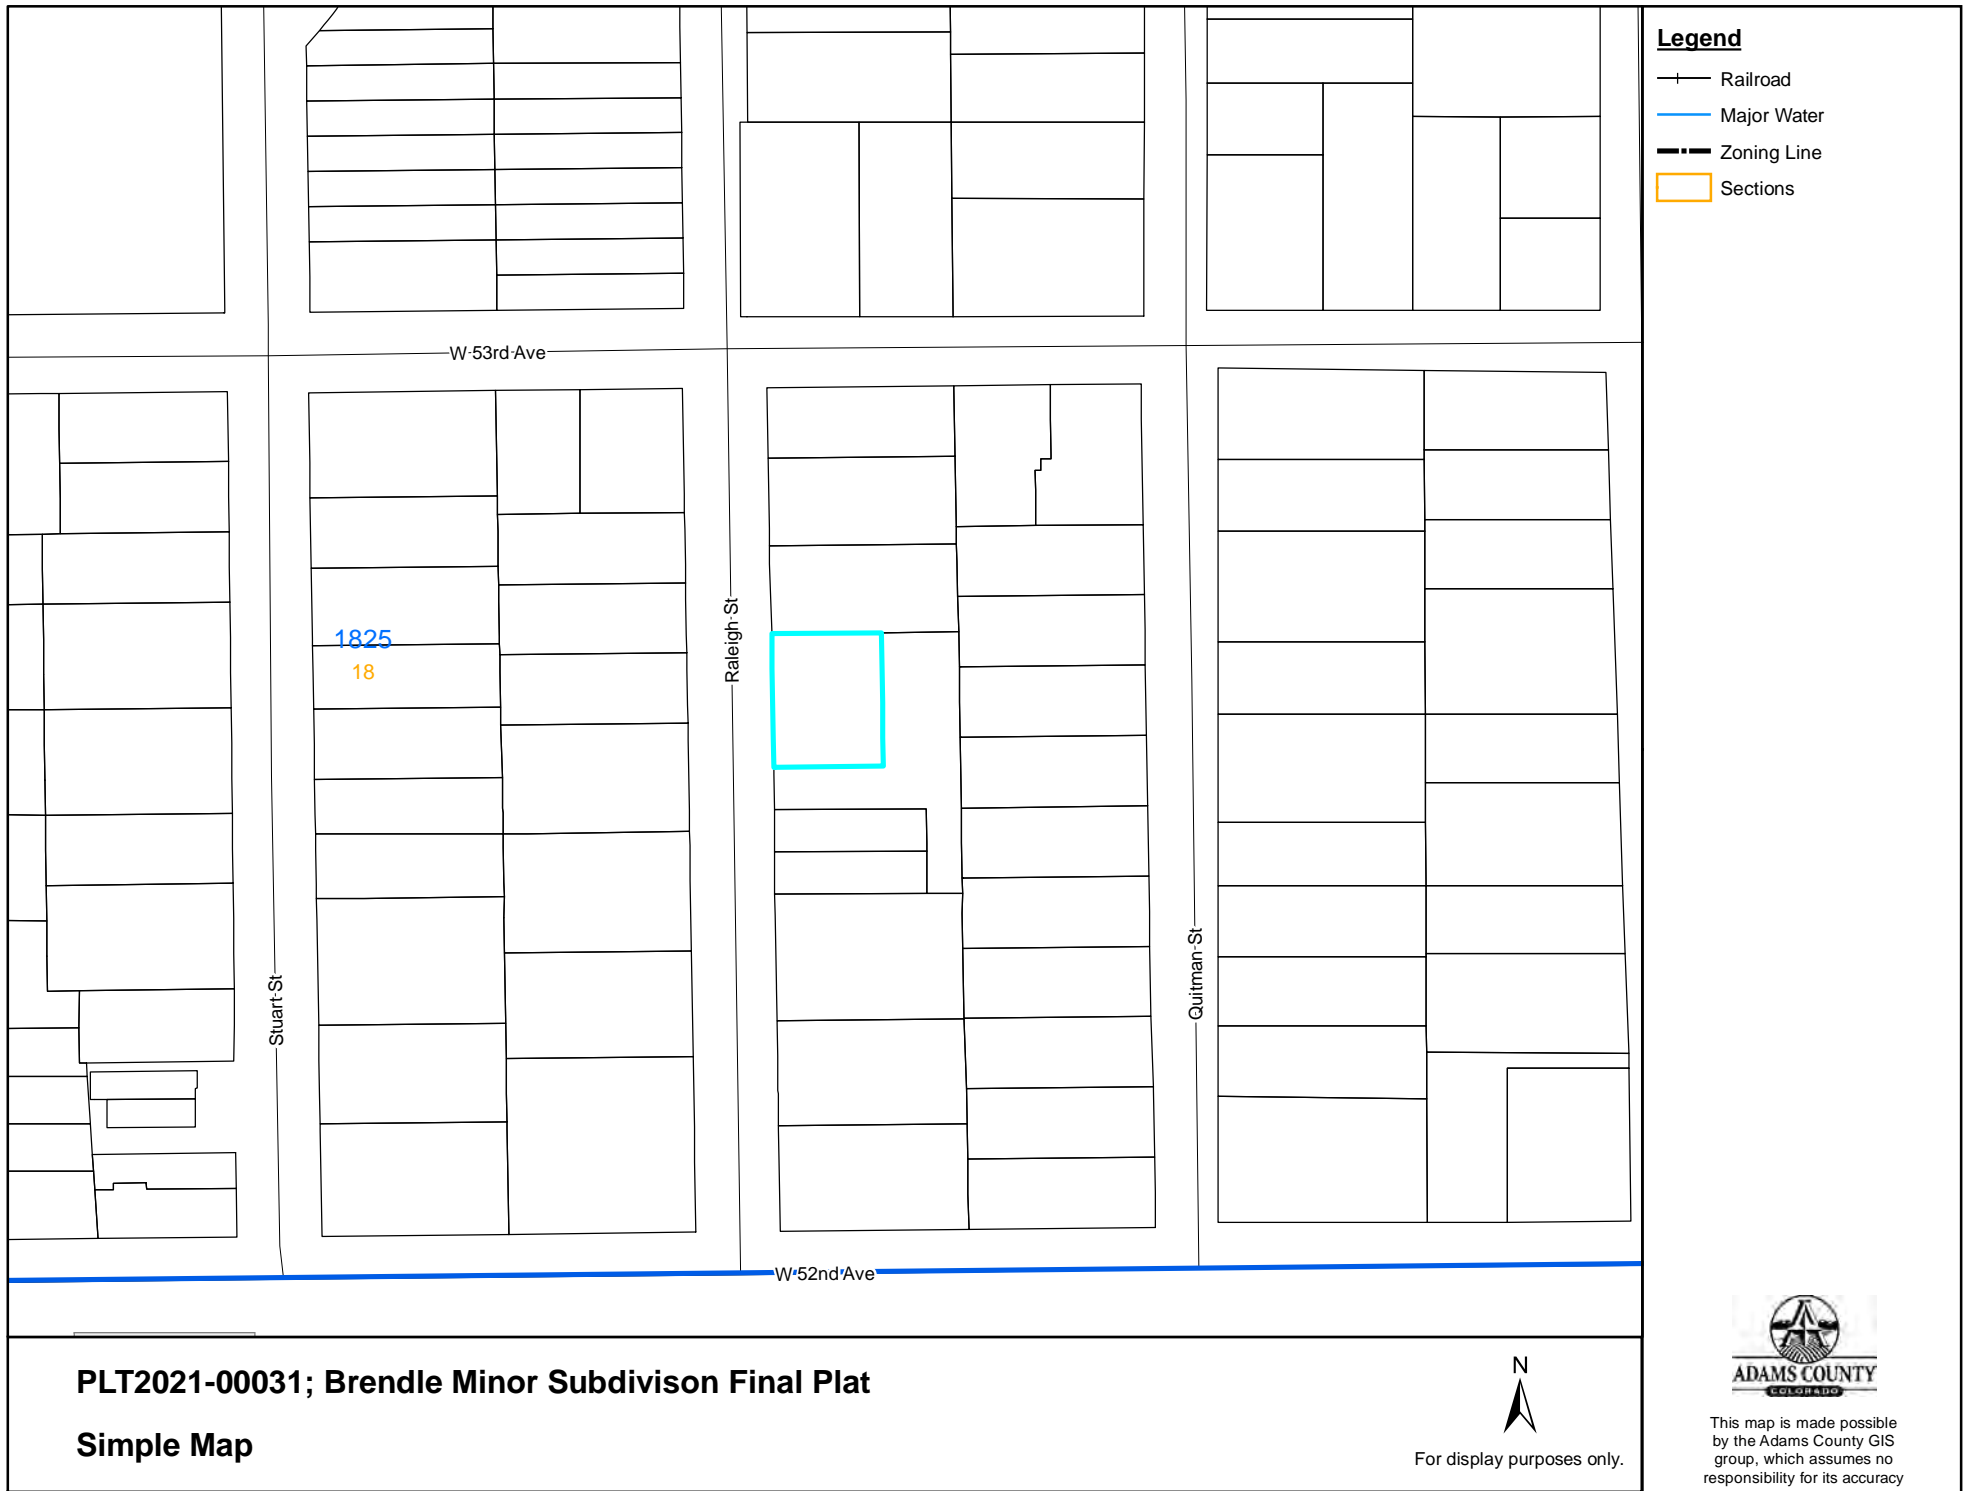 Legend
Railroad
Major Water
Zoning Line
Sections
W 53rd Ave
Raleigh St
1825
18
Stuart St
Quitman St
W 52nd Ave
PLT2021-00031; Brendle Minor Subdivison Final Plat
Simple Map
N
For display purposes only.
ADAMS COUNTY
COLORADO
This map is made possible
by the Adams County GIS
group, which assumes no
responsibility for its accuracy